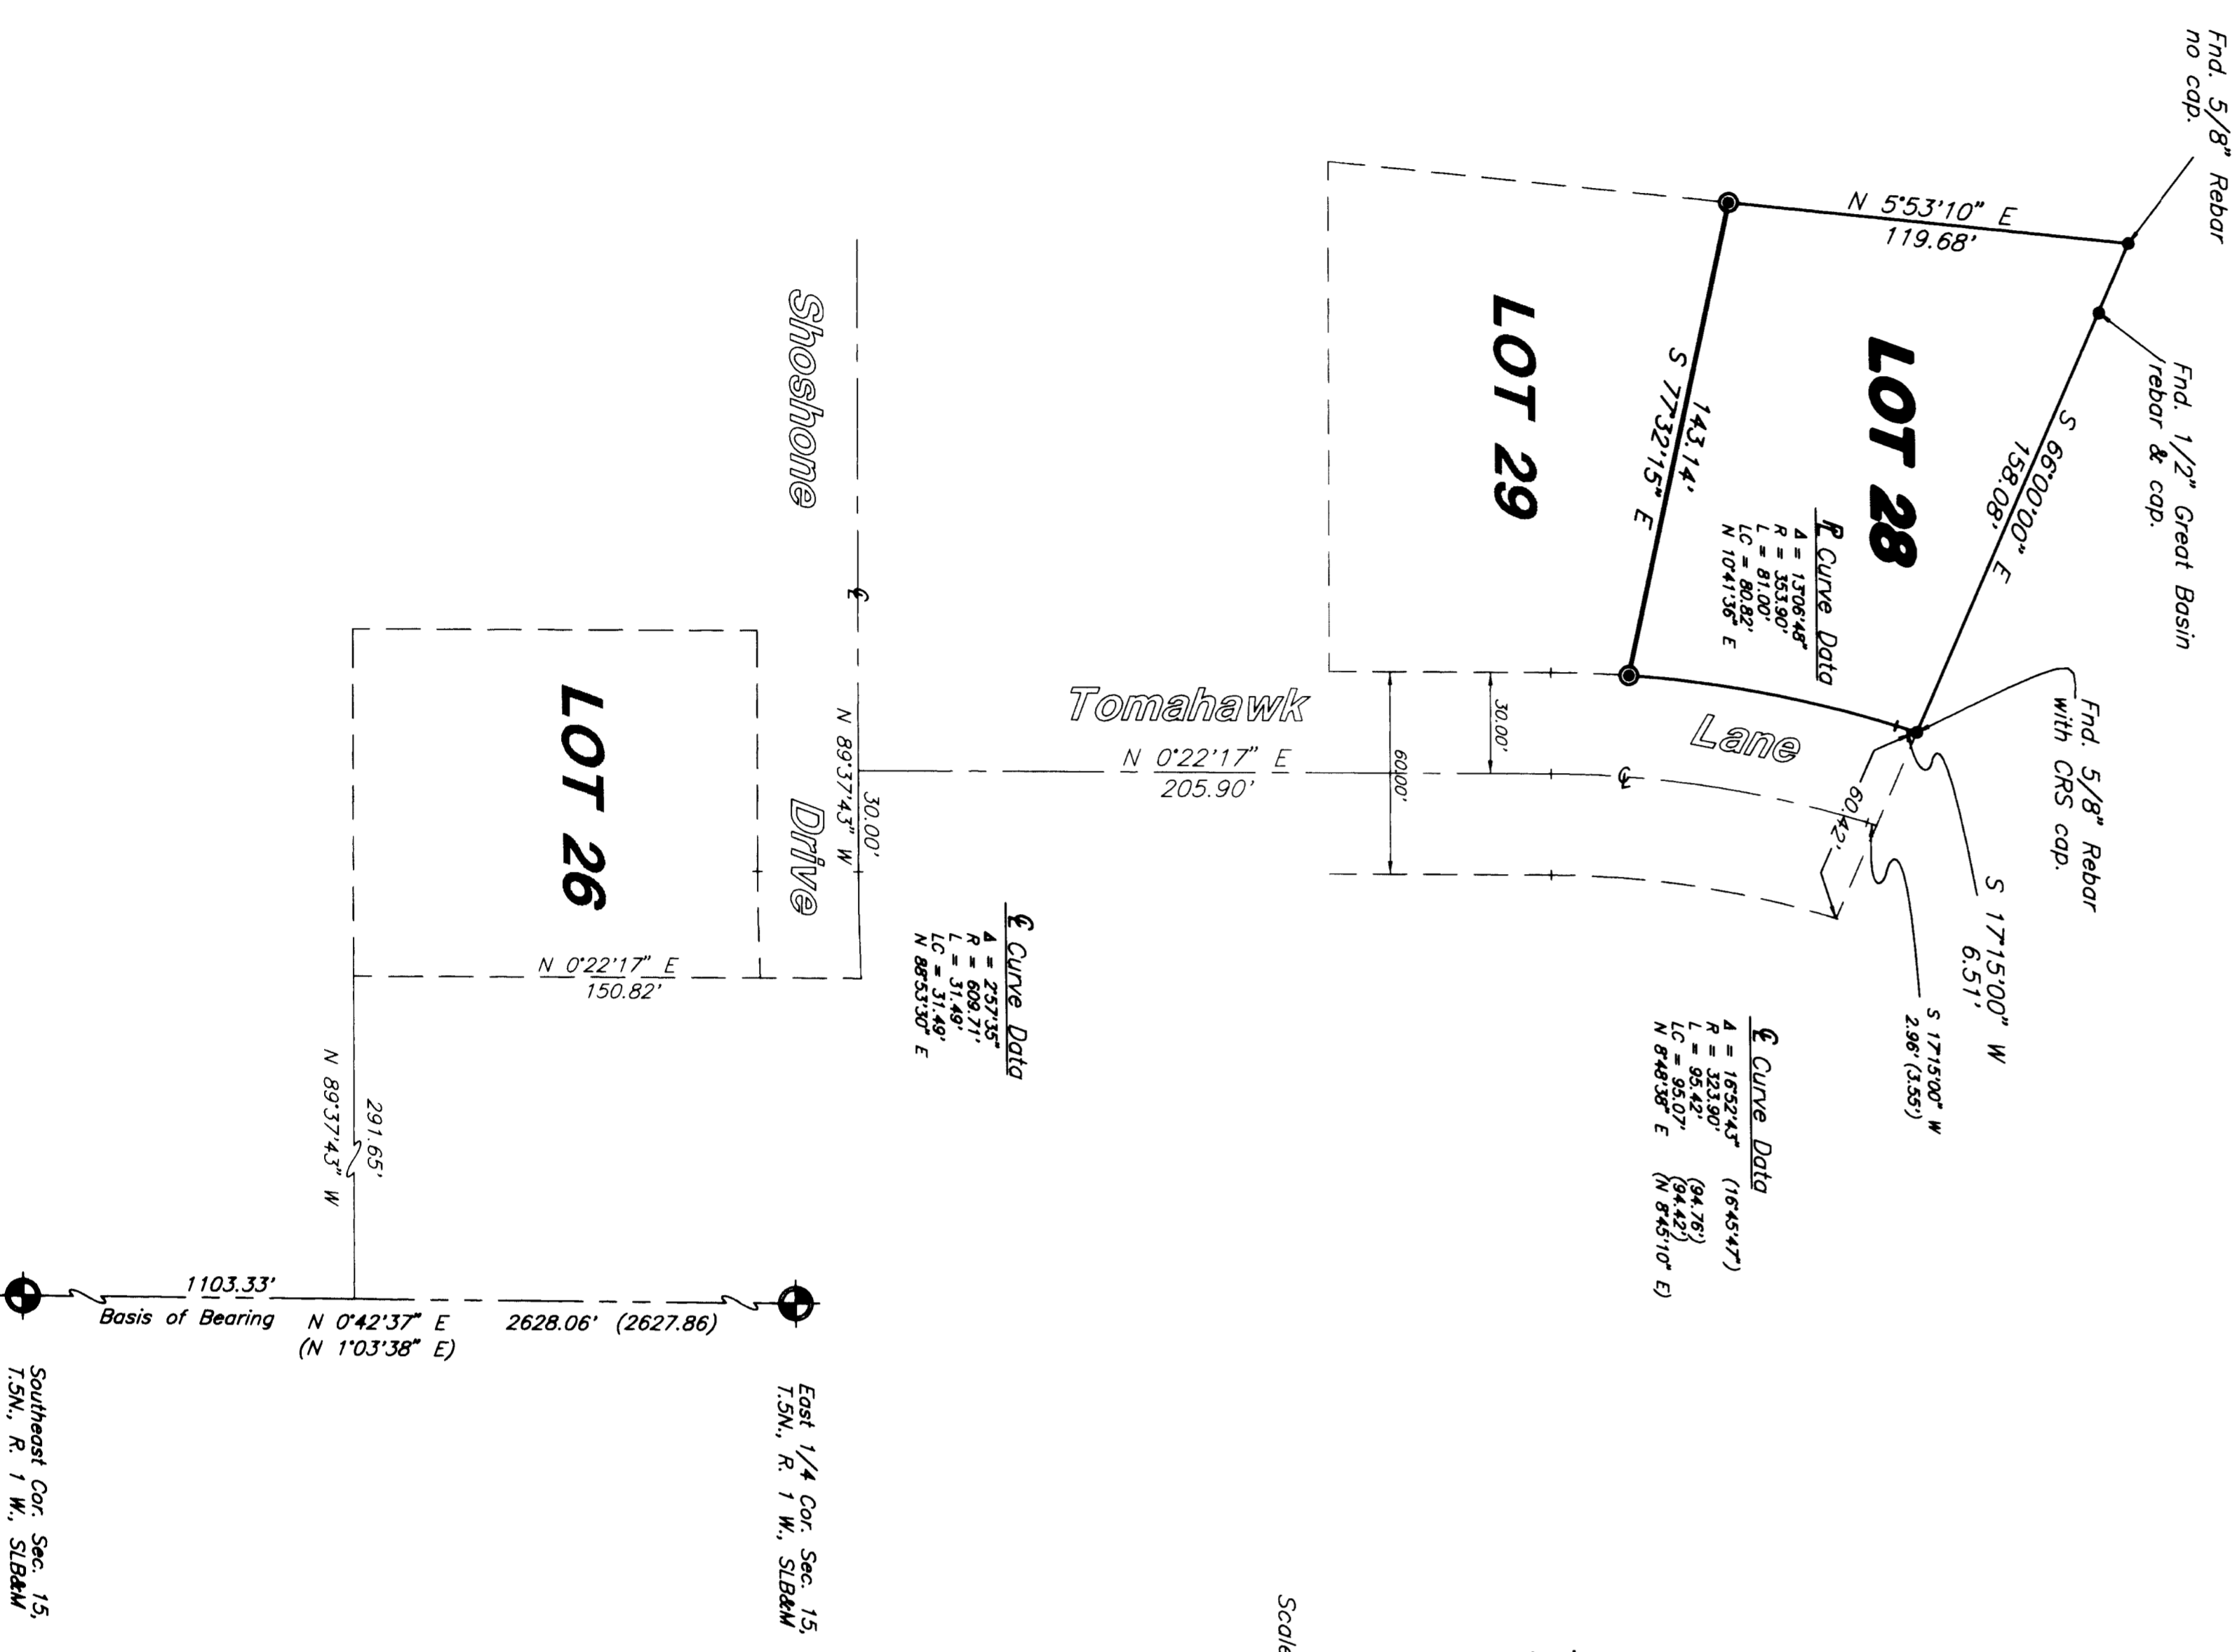 Fnd. 5/8" Rebar
no cap.
N 5°53'10" E
119.68'
Fnd. 1/2" Great Basin
rebar & cap.
S 66°00'00" E
158.08'
LOT 28
Fnd. 5/8" Rebar
with CRS cap.
S 17°15'00" W
6.51'
S 17°15'00" W
2.96' (3.55')
60.42'
PL Curve Data
Δ = 13°06'48"
R = 353.90'
L = 81.00'
LC = 80.82'
N 10°41'36" E
143.14'
S 77°32'15" E
LOT 29
Lane
CL Curve Data
Δ = 16°52'43" (16°45'47")
R = 323.90'
L = 95.42' (94.76')
LC = 95.07' (94.42')
N 8°48'38" E (N 8°45'10" E)
30.00'
60.00'
CL
Tomahawk
N 0°22'17" E
205.90'
Shoshone
Drive
CL
30.00'
N 89°37'43" W
CL Curve Data
Δ = 2°57'35"
R = 609.71'
L = 31.49'
LC = 31.49'
N 88°53'30" E
LOT 26
N 0°22'17" E
150.82'
291.65'
N 89°37'43" W
1103.33'
Basis of Bearing N 0°42'37" E 2628.06' (2627.86)
(N 1°03'38" E)
East 1/4 Cor. Sec. 15,
T.5N., R. 1 W., SLB&M
Southeast Cor. Sec. 15,
T.5N., R. 1 W., SLB&M
Scale